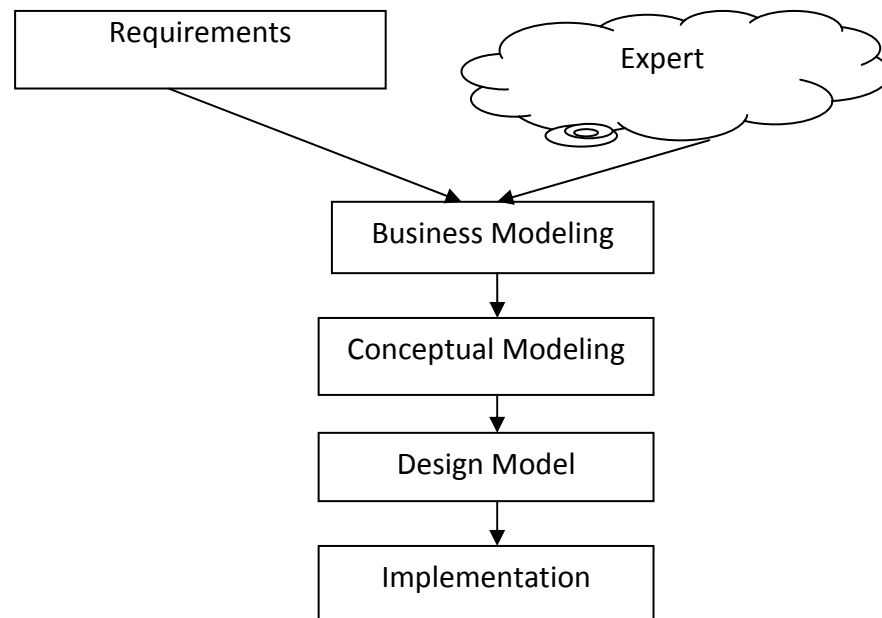 Requirements
Expert
Business Modeling
Conceptual Modeling
Design Model
Implementation